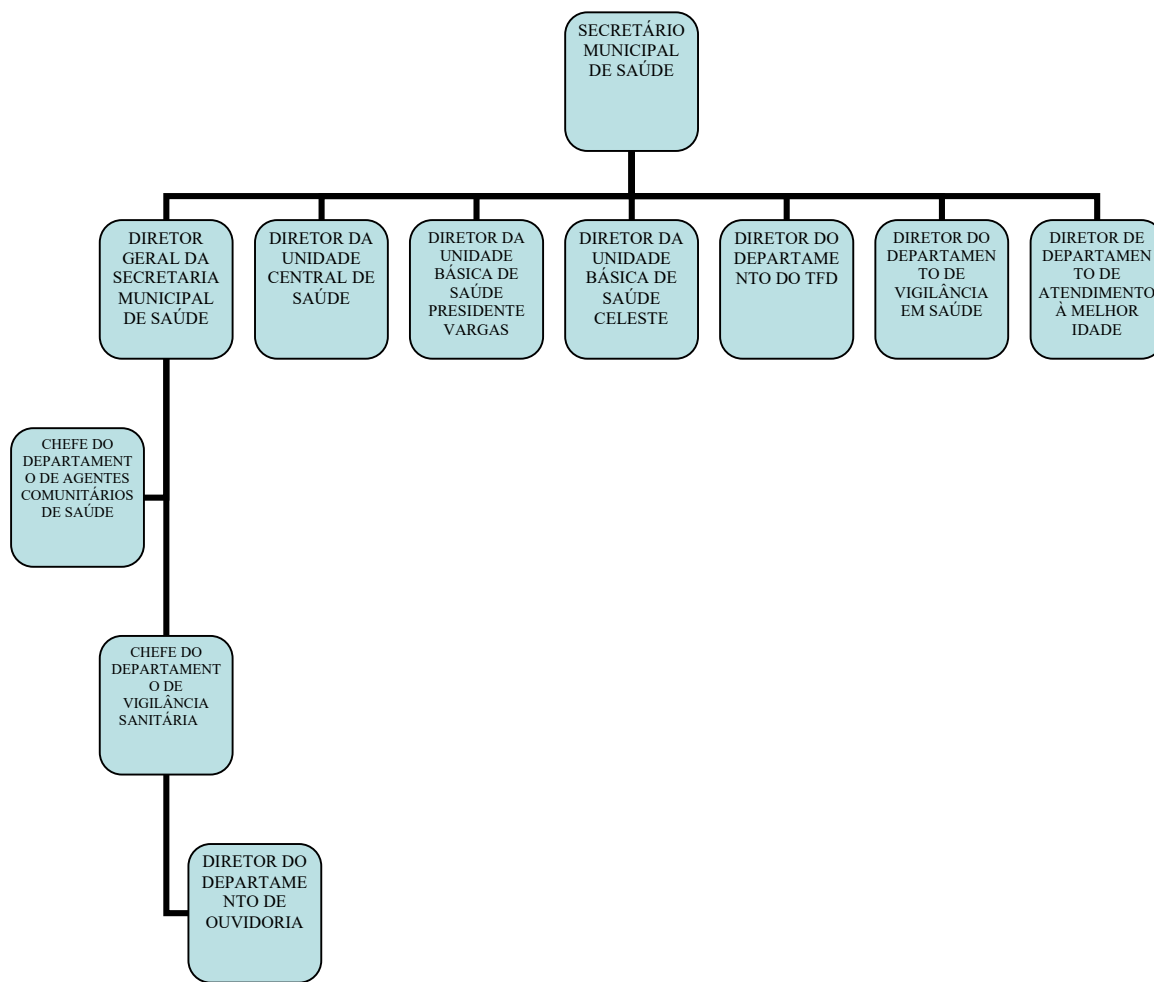 SECRETÁRIO
MUNICIPAL
DE SAÚDE
DIRETOR
GERAL DA
SECRETARIA
MUNICIPAL
DE SAÚDE
DIRETOR DA
UNIDADE
CENTRAL DE
SAÚDE
DIRETOR DA
UNIDADE
BÁSICA DE
SAÚDE
PRESIDENTE
VARGAS
DIRETOR DA
UNIDADE
BÁSICA DE
SAÚDE
CELESTE
DIRETOR DO
DEPARTAME
NTO DO TFD
DIRETOR DO
DEPARTAMEN
TO DE
VIGILÂNCIA
EM SAÚDE
DIRETOR DE
DEPARTAMEN
TO DE
ATENDIMENTO
À MELHOR
IDADE
CHEFE DO
DEPARTAMENT
O DE AGENTES
COMUNITÁRIOS
DE SAÚDE
CHEFE DO
DEPARTAMENT
O DE
VIGILÂNCIA
SANITÁRIA
DIRETOR DO
DEPARTAME
NTO DE
OUVIDORIA